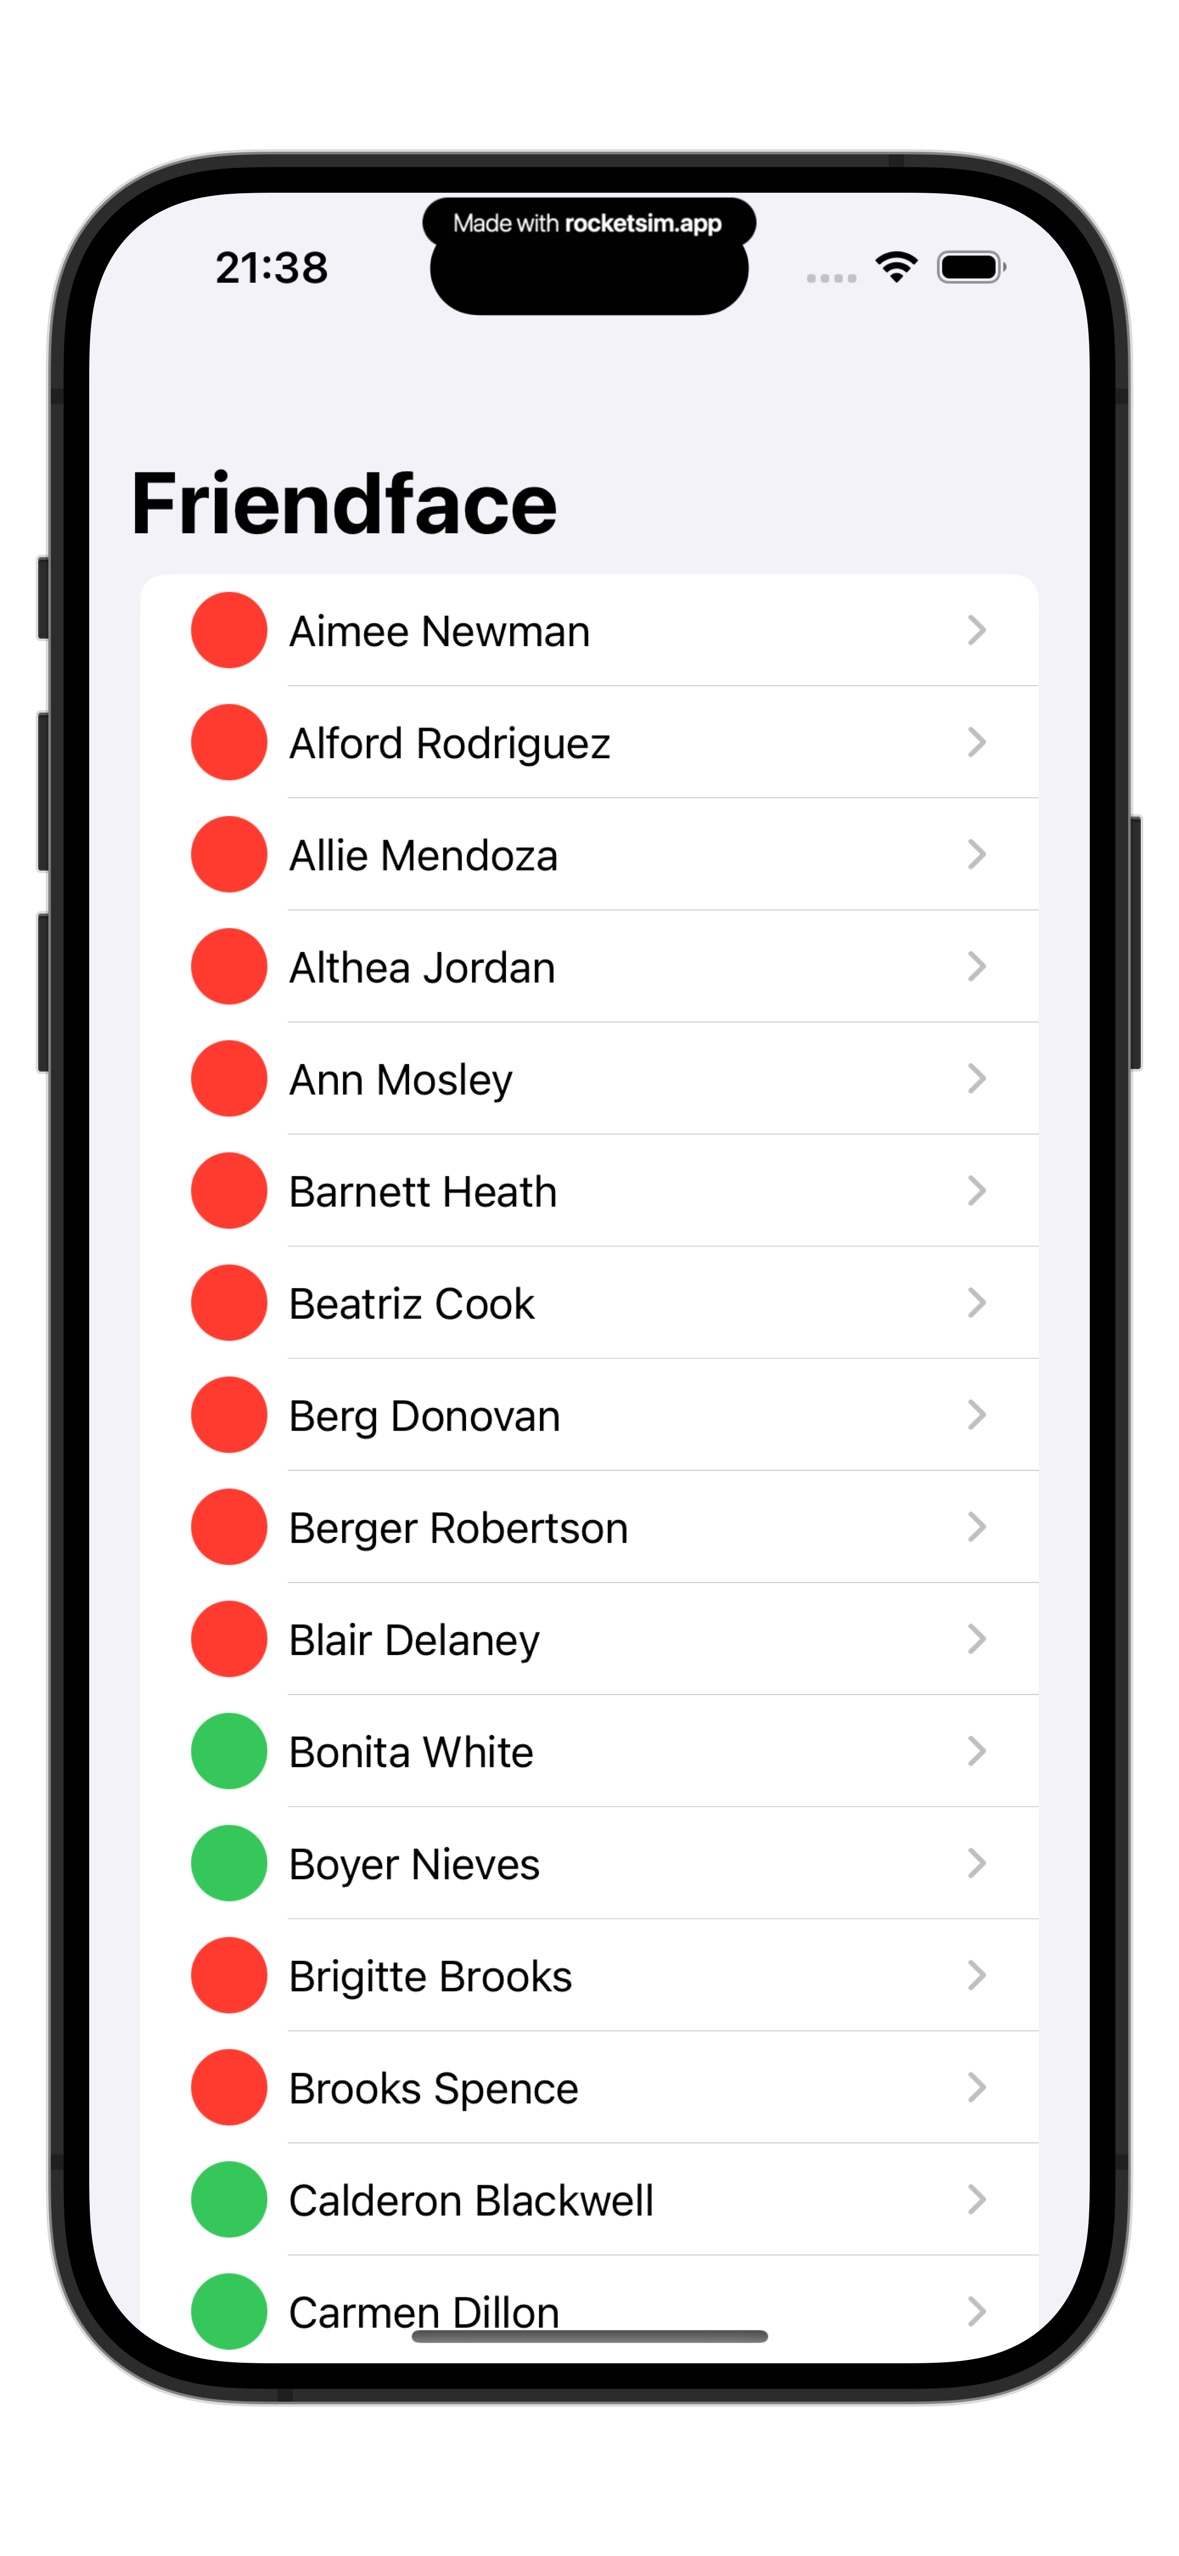 Made with rocketsim.app
21:38
Friendface
Aimee Newman
Alford Rodriguez
Allie Mendoza
Althea Jordan
Ann Mosley
Barnett Heath
Beatriz Cook
Berg Donovan
Berger Robertson
Blair Delaney
Bonita White
Boyer Nieves
Brigitte Brooks
Brooks Spence
Calderon Blackwell
Carmen Dillon